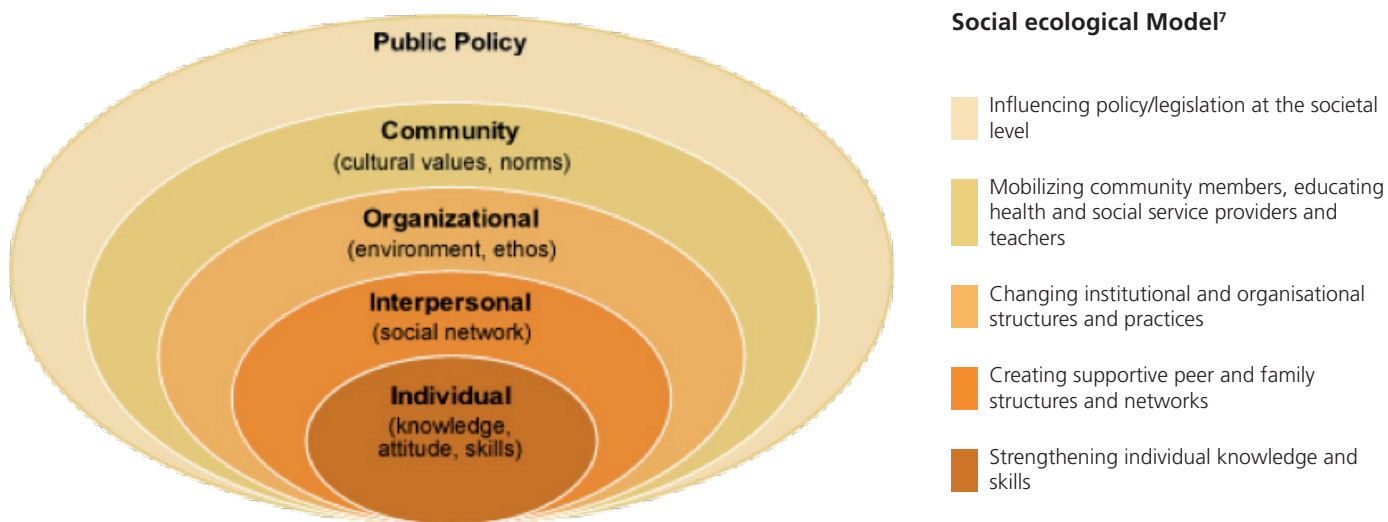 Public Policy
Community
(cultural values, norms)
Organizational
(environment, ethos)
Interpersonal
(social network)
Individual
(knowledge,
attitude, skills)
Social ecological Model⁷
Influencing policy/legislation at the societal
level
Mobilizing community members, educating
health and social service providers and
teachers
Changing institutional and organisational
structures and practices
Creating supportive peer and family
structures and networks
Strengthening individual knowledge and
skills